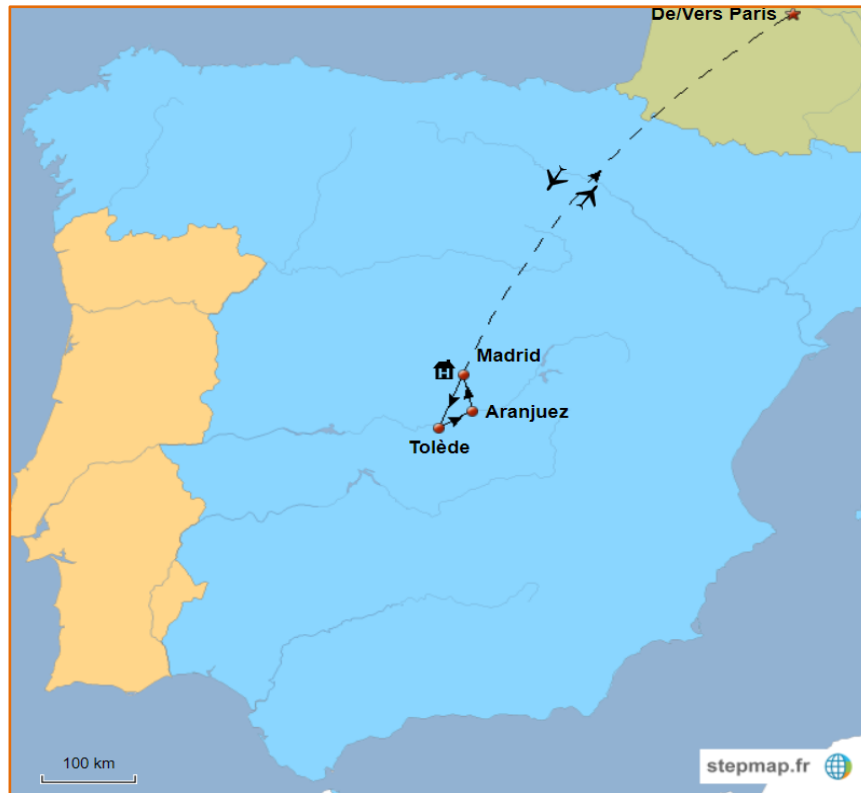 De/Vers Paris
Madrid
H
Aranjuez
Tolède
100 km
stepmap.fr